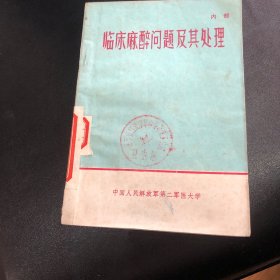 内部
临床麻醉问题及其处理
中国人民解放军第二军医大学